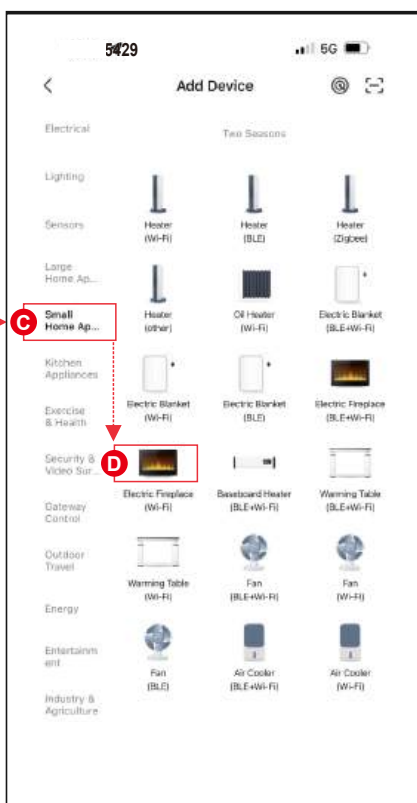 5G
Add Device
Electrical
Lighting
Sensors
Large
Home Ap...
C
Small
Home Ap...
Kitchen
Appliances
Exercise
& Health
Security &
Video Sur...
Gateway
Control
Outdoor
Travel
Energy
Entertainm
ent
Industry &
Agriculture
Two Seasons
Heater
(Wi-Fi)
Heater
(BLE)
Heater
(Zigbee)
Heater
(other)
Oil Heater
(Wi-Fi)
Electric Blanket
(BLE+Wi-Fi)
Electric Blanket
(Wi-Fi)
Electric Blanket
(BLE)
Electric Fireplace
(BLE+Wi-Fi)
D
Electric Fireplace
(Wi-Fi)
Baseboard Heater
(BLE+Wi-Fi)
Warming Table
(BLE+Wi-Fi)
Warming Table
(Wi-Fi)
Fan
(BLE+Wi-Fi)
Fan
(Wi-Fi)
Fan
(BLE)
Air Cooler
(BLE+Wi-Fi)
Air Cooler
(Wi-Fi)